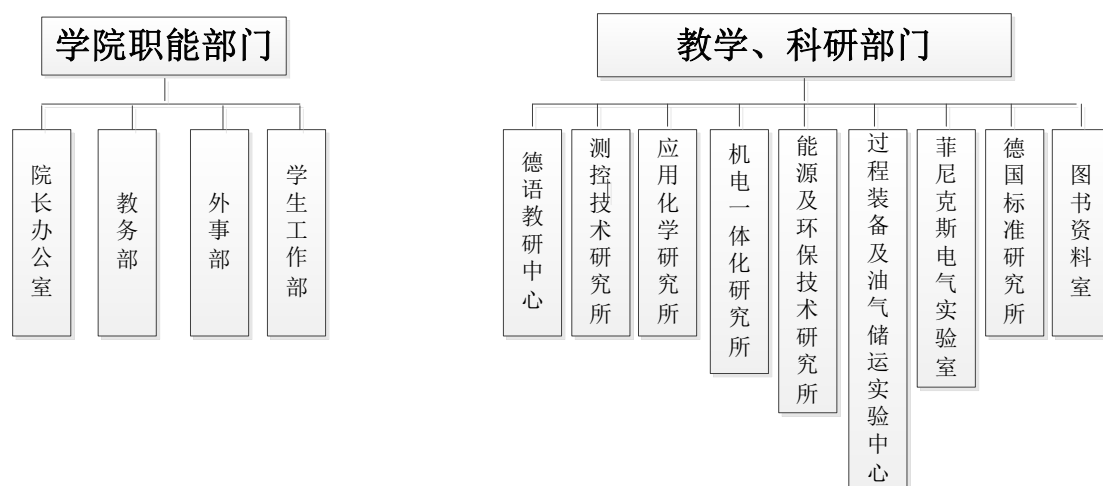 学院职能部门
院长办公室
教务部
外事部
学生工作部
教学、科研部门
德语教研中心
测控技术研究所
应用化学研究所
机电一体化研究所
能源及环保技术研究所
过程装备及油气储运实验中心
菲尼克斯电气实验室
德国标准研究所
图书资料室